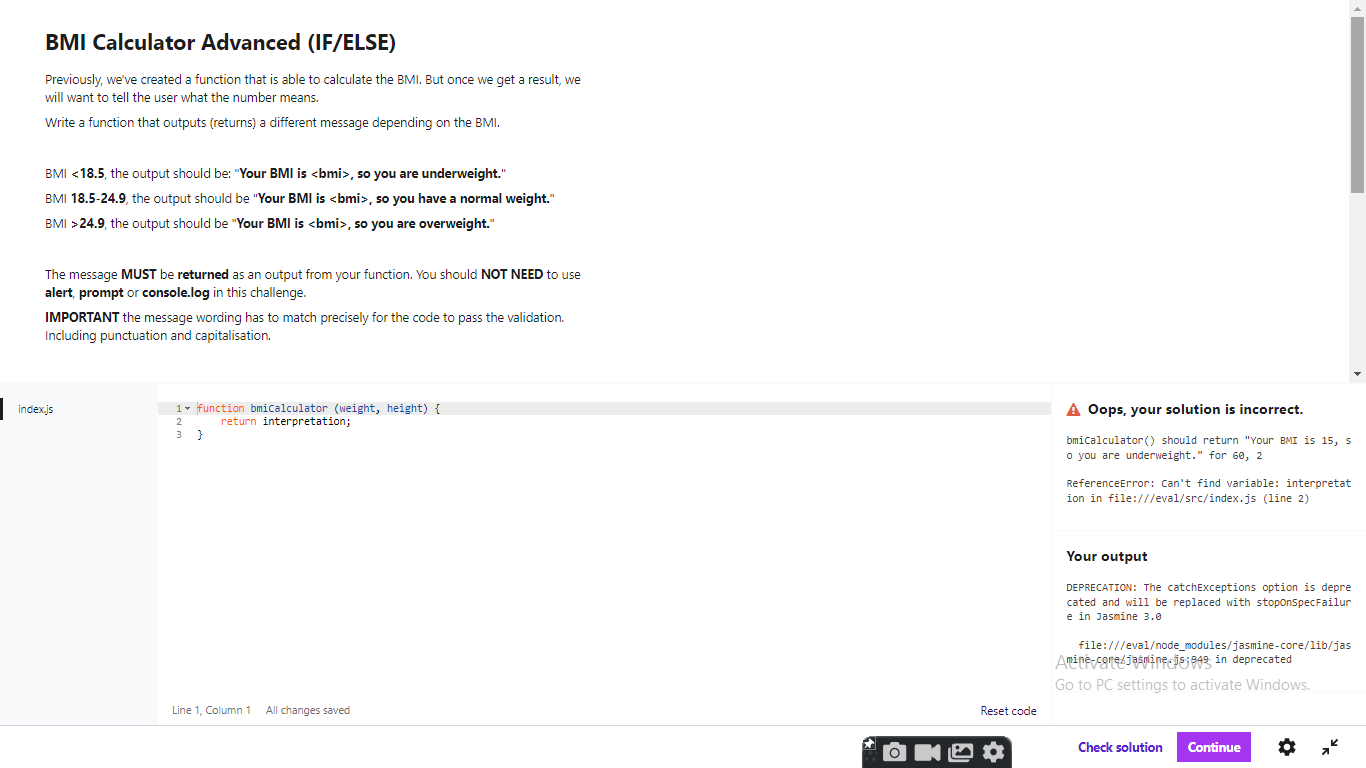 BMI Calculator Advanced (IF/ELSE)
Previously, we've created a function that is able to calculate the BMI. But once we get a result, we
will want to tell the user what the number means.
Write a function that outputs (returns) a different message depending on the BMI.
BMI <18.5, the output should be: "Your BMI is <bmi>, so you are underweight."
BMI 18.5-24.9, the output should be "Your BMI is <bmi>, so you have a normal weight."
BMI >24.9, the output should be "Your BMI is <bmi>, so you are overweight."
The message MUST be returned as an output from your function. You should NOT NEED to use
alert, prompt or console.log in this challenge.
IMPORTANT the message wording has to match precisely for the code to pass the validation.
Including punctuation and capitalisation.
index.js
1 function bmiCalculator (weight, height) {
2 return interpretation;
3 }
Line 1, Column 1 All changes saved
Reset code
Oops, your solution is incorrect.
bmiCalculator() should return "Your BMI is 15, s
o you are underweight." for 60, 2
ReferenceError: Can't find variable: interpretat
ion in file:///eval/src/index.js (line 2)
Your output
DEPRECATION: The catchExceptions option is depre
cated and will be replaced with stopOnSpecFailur
e in Jasmine 3.0
file:///eval/node_modules/jasmine-core/lib/jas
mine-core/jasmine.js:949 in deprecated
Activate Windows
Go to PC settings to activate Windows.
Check solution
Continue